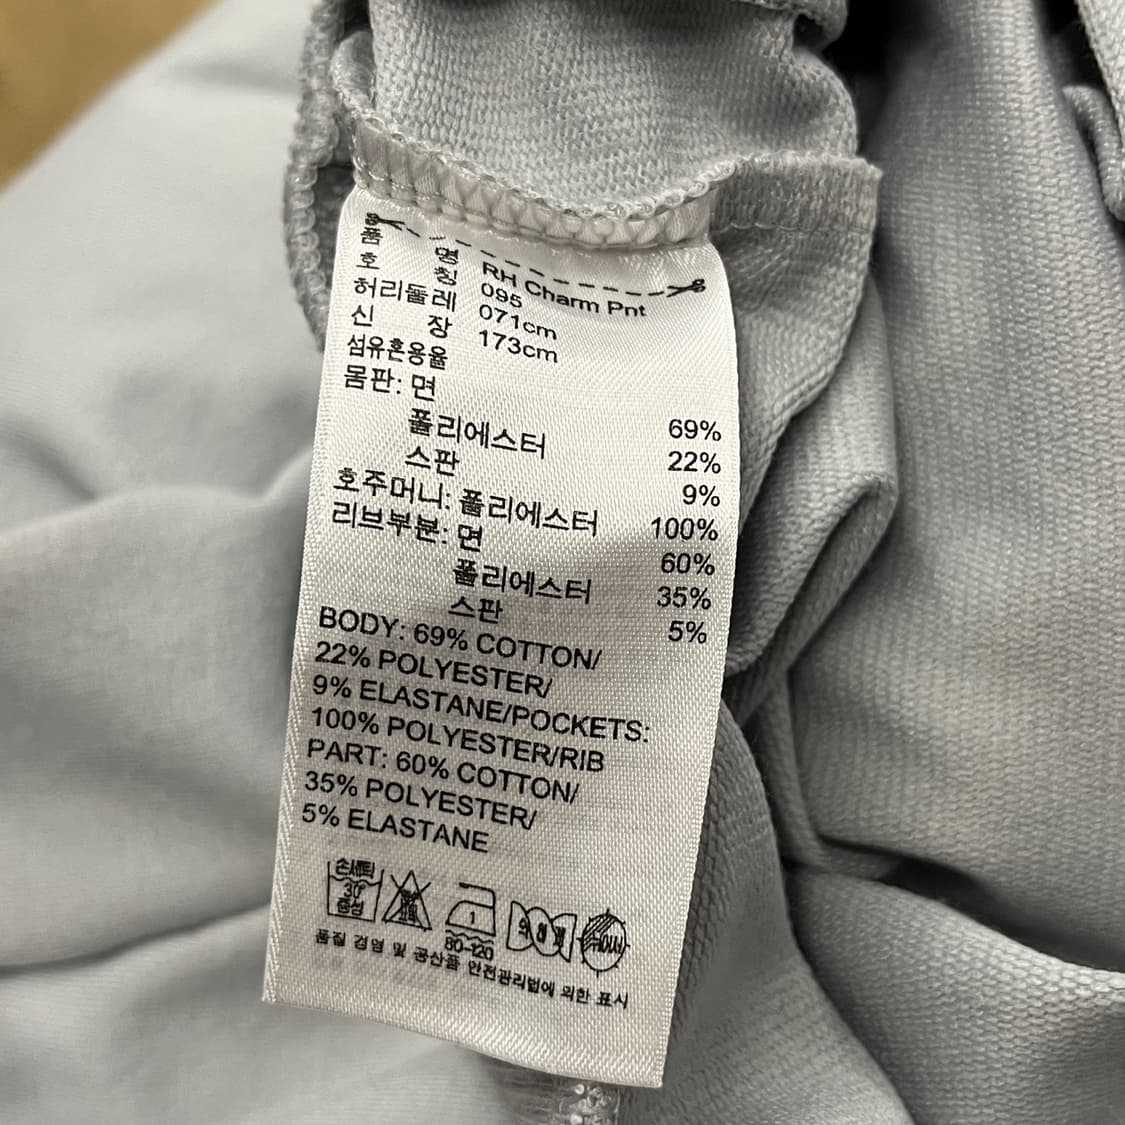 품 명 RH Charm Pnt
호 칭 095
허리둘레 071cm
신 장 173cm
섬유혼용율
몸판: 면 69%
폴리에스터 22%
스판 9%
호주머니: 폴리에스터 100%
리브부분: 면 60%
폴리에스터 35%
스판 5%
BODY: 69% COTTON/
22% POLYESTER/
9% ELASTANE/POCKETS:
100% POLYESTER/RIB
PART: 60% COTTON/
35% POLYESTER/
5% ELASTANE
손세탁
30°
중성
1
80-120
약하게
품질 경영 및 공산품 안전관리법에 의한 표시